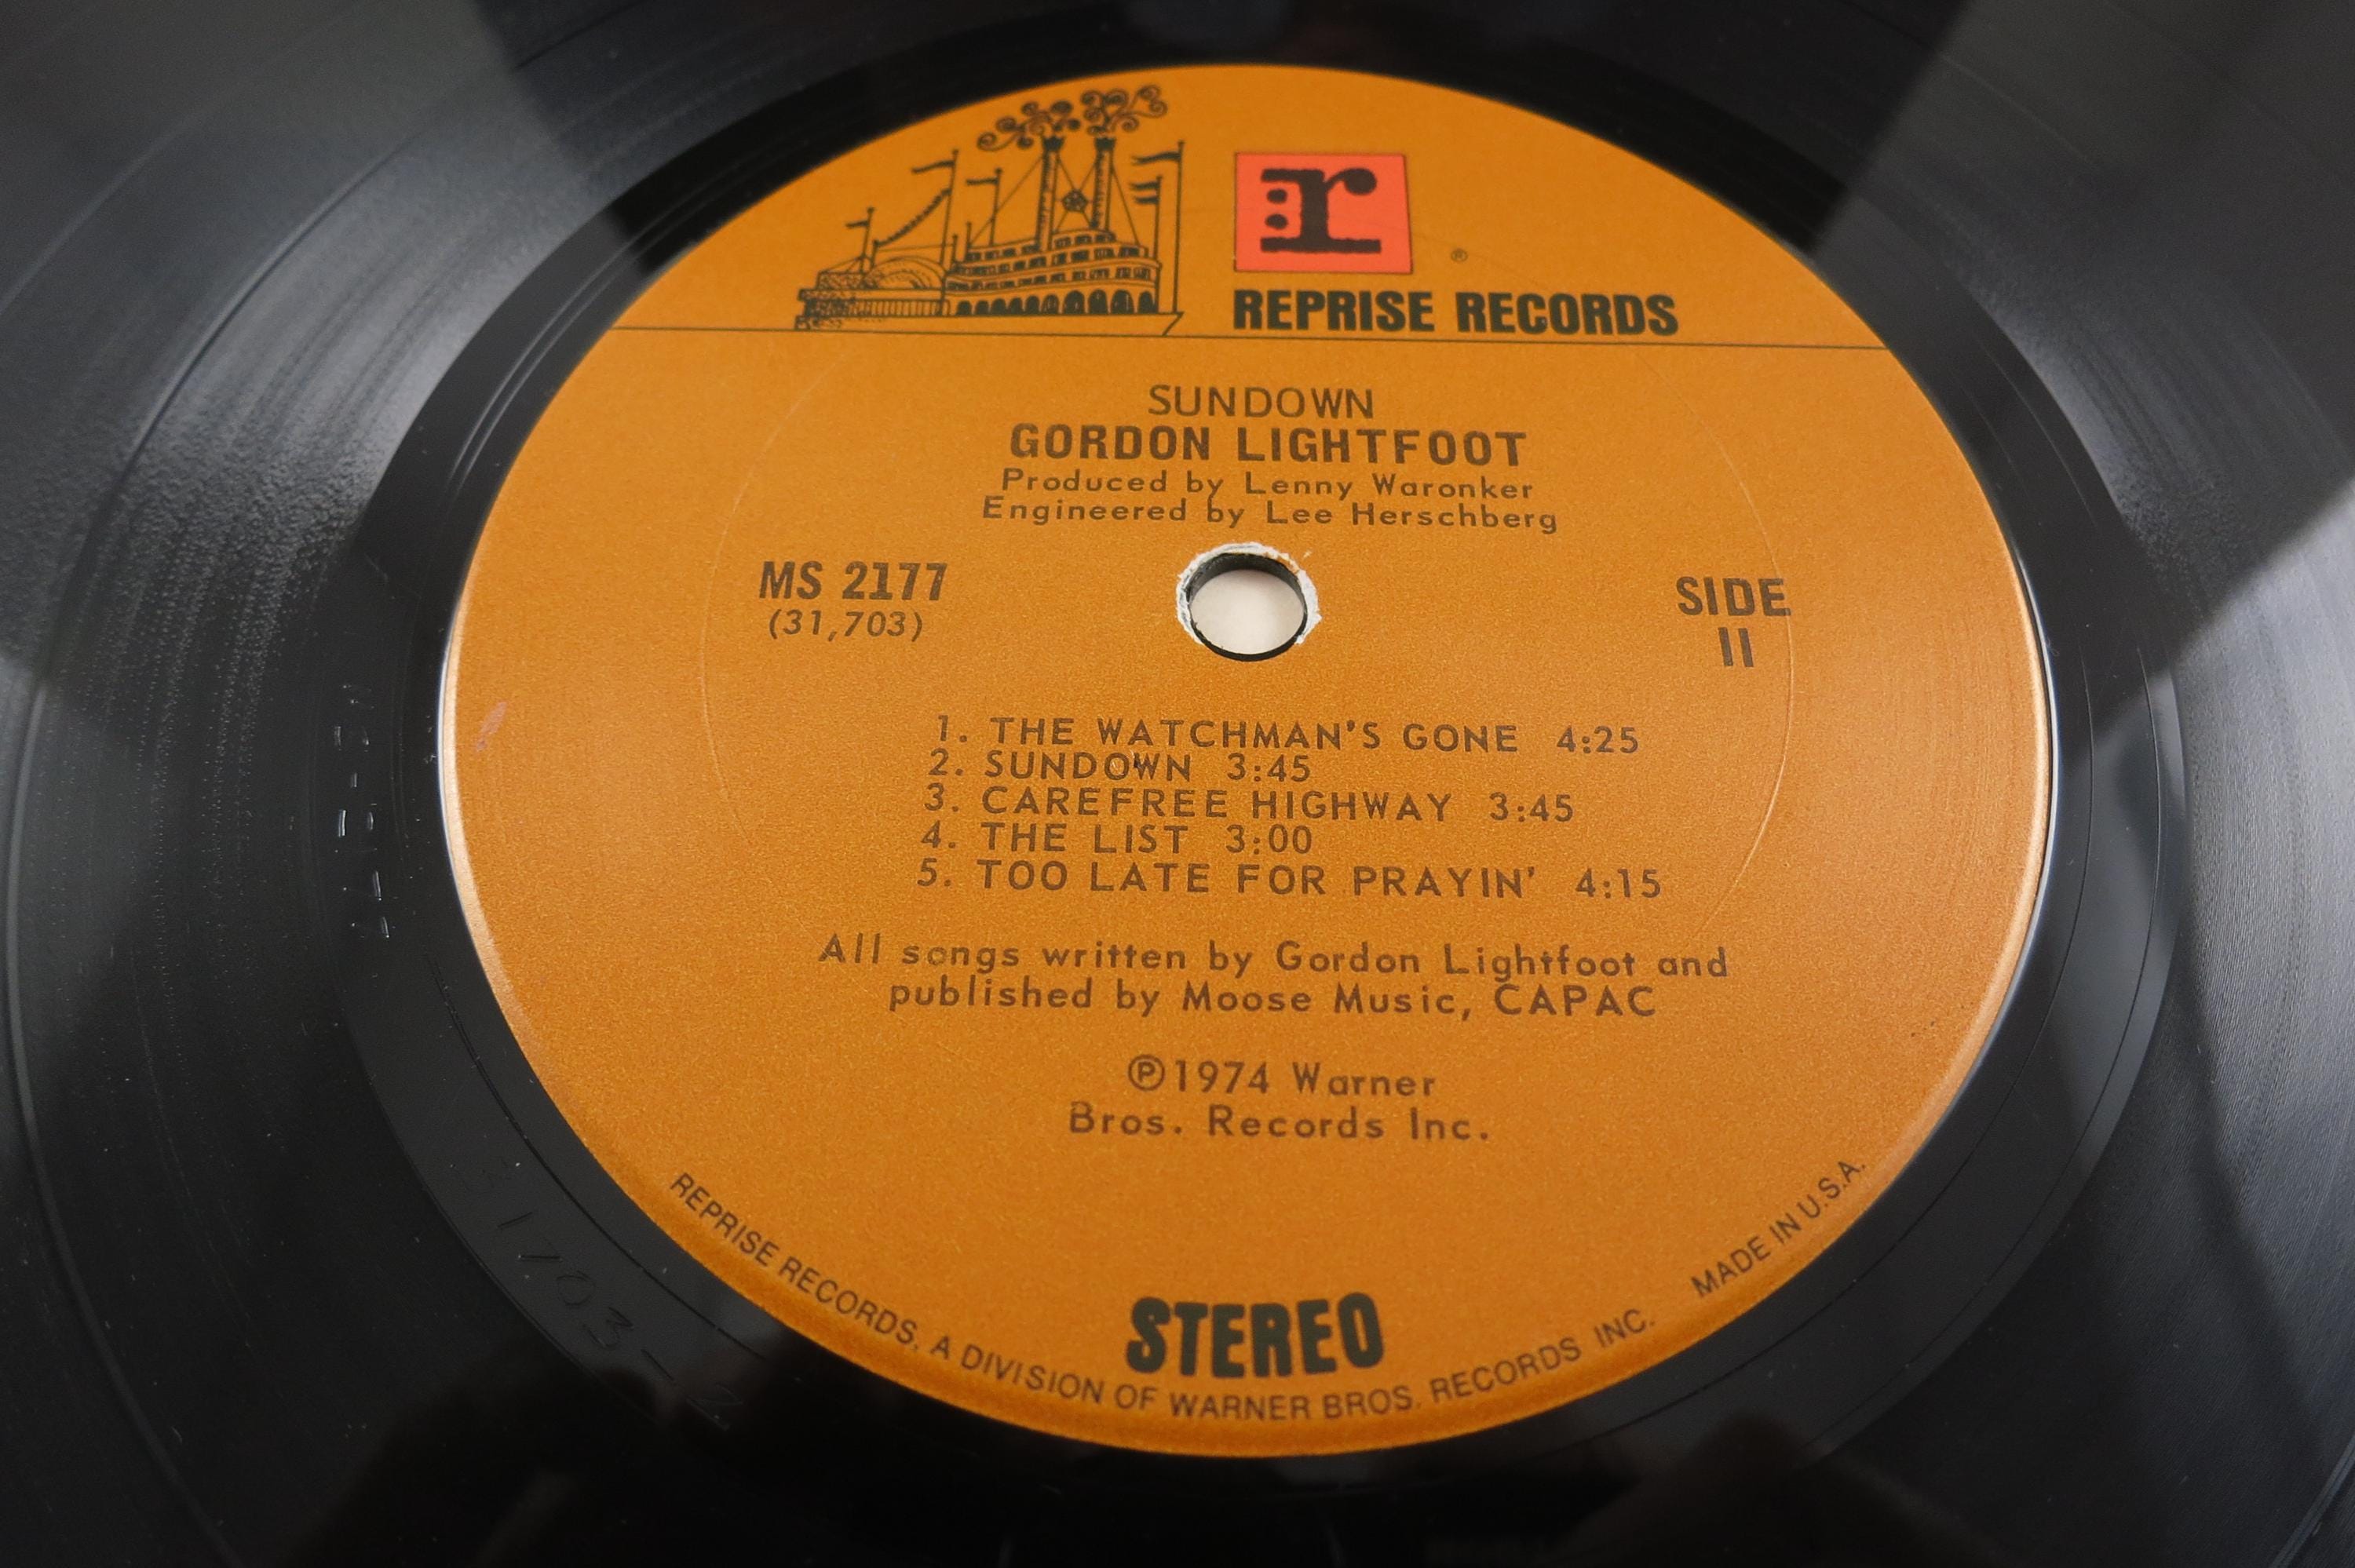 r
®
REPRISE RECORDS
SUNDOWN
GORDON LIGHTFOOT
Produced by Lenny Waronker
Engineered by Lee Herschberg
MS 2177
(31,703)
SIDE
II
1. THE WATCHMAN'S GONE 4:25
2. SUNDOWN 3:45
3. CAREFREE HIGHWAY 3:45
4. THE LIST 3:00
5. TOO LATE FOR PRAYIN' 4:15
All songs written by Gordon Lightfoot and
published by Moose Music, CAPAC
℗1974 Warner
Bros. Records Inc.
STEREO
REPRISE RECORDS, A DIVISION OF WARNER BROS. RECORDS INC. MADE IN U.S.A.